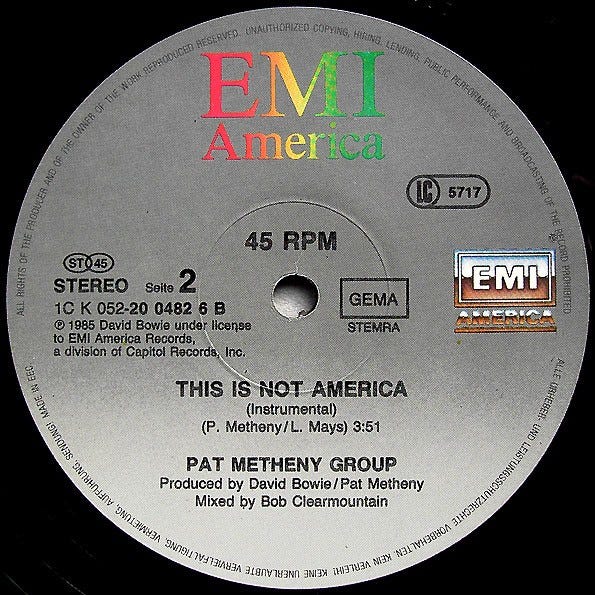 ALL RIGHTS OF THE PRODUCER AND OF THE OWNER OF THE WORK REPRODUCED RESERVED. UNAUTHORIZED COPYING, HIRING, LENDING, PUBLIC PERFORMANCE AND BROADCASTING OF THE RECORD PROHIBITED
EMI
America
LC 5717
45 RPM
ST 45
STEREO Seite 2
1C K 052-20 0482 6 B
℗ 1985 David Bowie under license
to EMI America Records,
a division of Capitol Records, Inc.
GEMA
STEMRA
EMI
AMERICA
THIS IS NOT AMERICA
(Instrumental)
(P. Metheny/L. Mays) 3:51
PAT METHENY GROUP
Produced by David Bowie/Pat Metheny
Mixed by Bob Clearmountain
ALLE URHEBER- UND LEISTUNGSSCHUTZRECHTE VORBEHALTEN. KEIN VERLEIH! KEINE UNERLAUBTE VERVIELFÄLTIGUNG, VERMIETUNG, AUFFÜHRUNG, SENDUNG! MADE IN EEC.